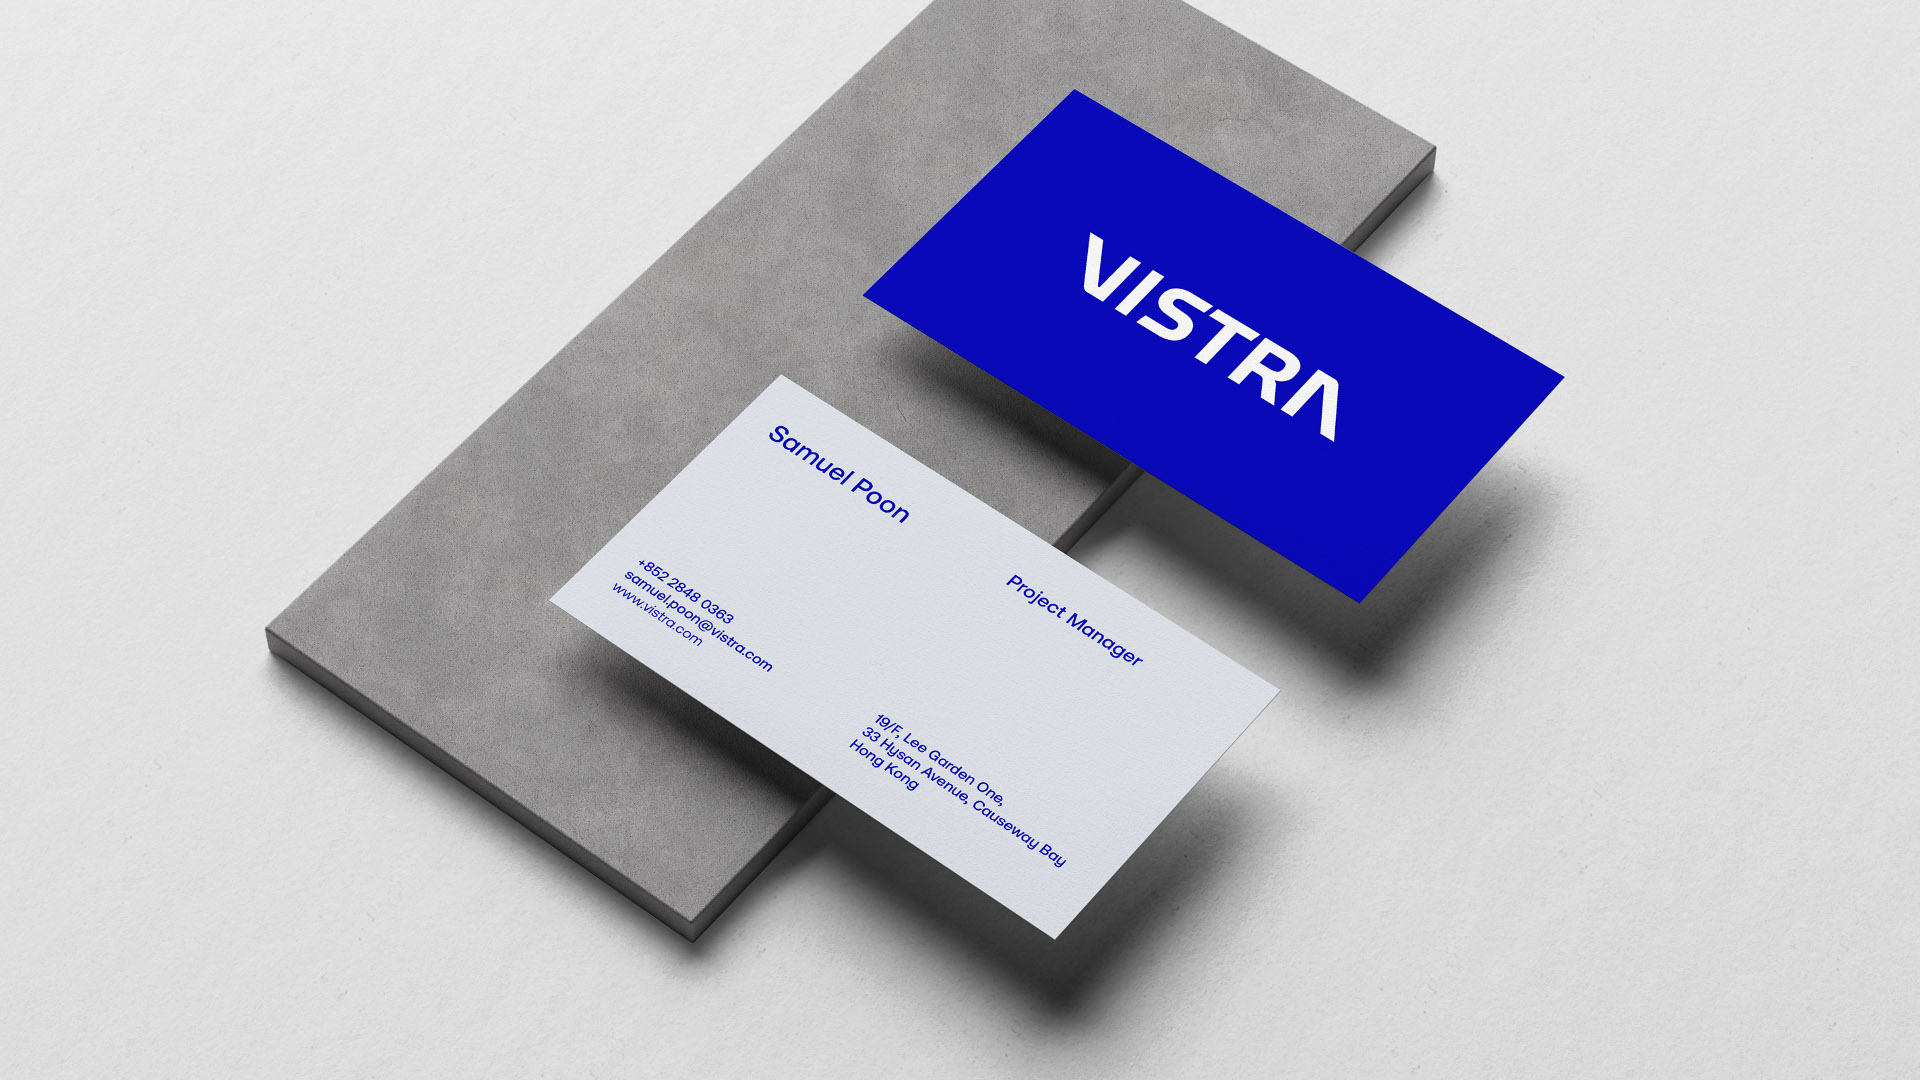 VISTRA
Samuel Poon
Project Manager
+852 2848 0363
samuel.poon@vistra.com
www.vistra.com
19/F, Lee Garden One,
33 Hysan Avenue, Causeway Bay
Hong Kong